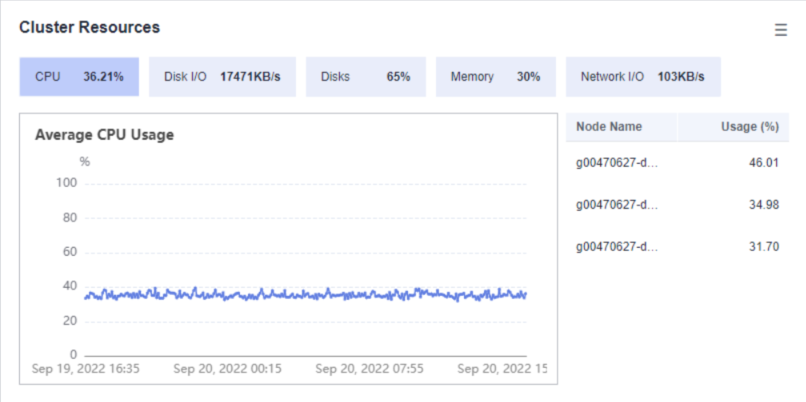 Cluster Resources
CPU 36.21% Disk I/O 17471KB/s Disks 65% Memory 30% Network I/O 103KB/s
Average CPU Usage
%
100
80
60
40
20
0
Sep 19, 2022 16:35 Sep 20, 2022 00:15 Sep 20, 2022 07:55 Sep 20, 2022 15
Node Name Usage (%)
g00470627-d... 46.01
g00470627-d... 34.98
g00470627-d... 31.70